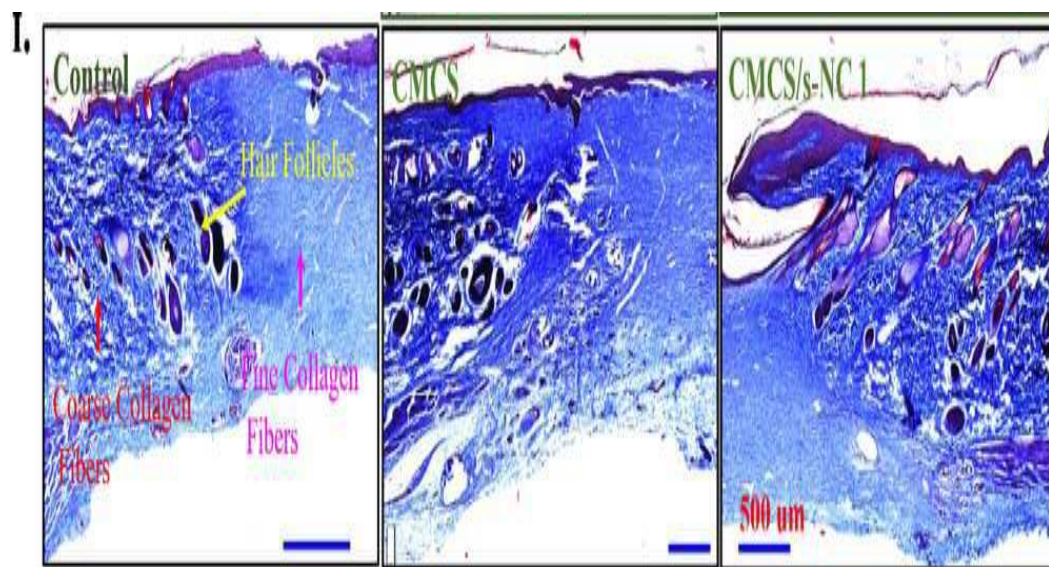 I.
Control
Hair Follicles
Coarse Collagen
Fibers
Fine Collagen
Fibers
CMCS
CMCS/s-NC 1
500 um